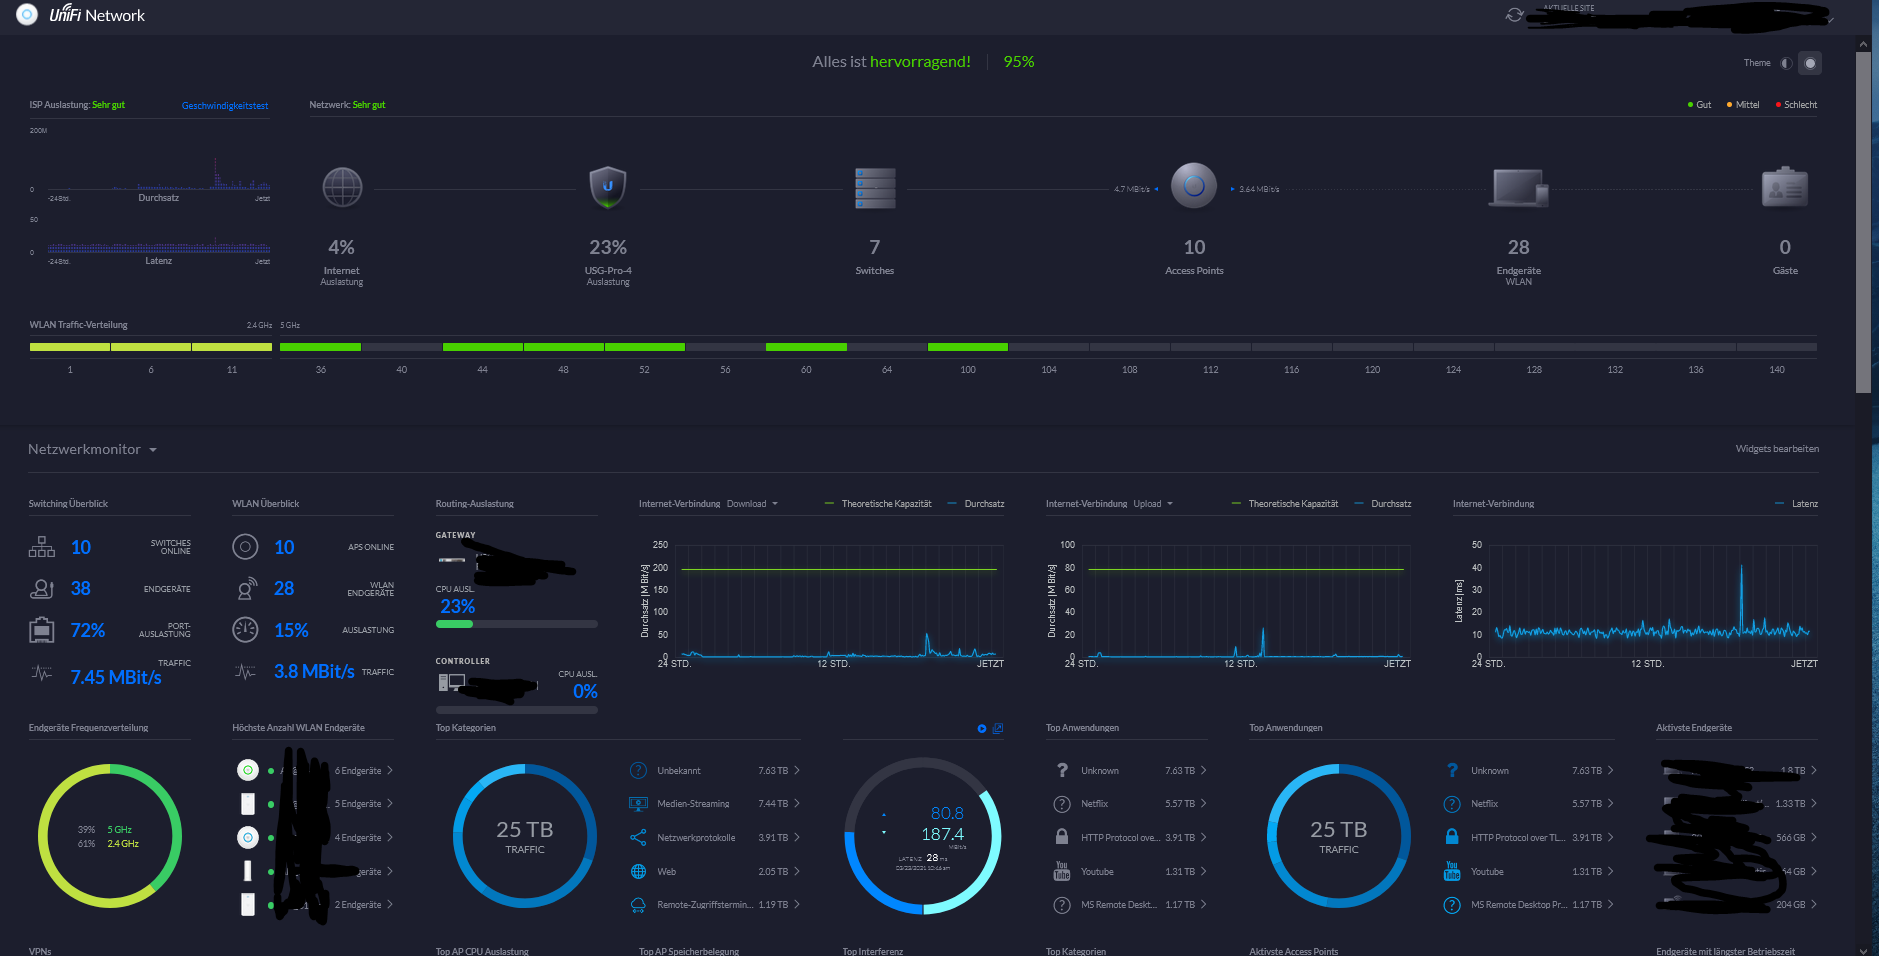 UniFi Network
AKTUELLE SITE
Alles ist hervorragend! 95%
Theme
ISP Auslastung: Sehr gut
Geschwindigkeitstest
Netzwerk: Sehr gut
Gut Mittel Schlecht
200M
0
-24Std. Durchsatz Jetzt
50
0
-24Std. Latenz Jetzt
4.7 MBit/s 3.64 MBit/s
4% 23% 7 10 28 0
Internet USG-Pro-4 Switches Access Points Endgeräte Gäste
Auslastung Auslastung WLAN
WLAN Traffic-Verteilung 2.4 GHz 5 GHz
1 6 11 36 40 44 48 52 56 60 64 100 104 108 112 116 120 124 128 132 136 140
Netzwerkmonitor
Widgets bearbeiten
Switching Überblick
10 SWITCHES ONLINE
38 ENDGERÄTE
72% PORT-AUSLASTUNG
7.45 MBit/s TRAFFIC
WLAN Überblick
10 APS ONLINE
28 WLAN ENDGERÄTE
15% AUSLASTUNG
3.8 MBit/s TRAFFIC
Routing-Auslastung
GATEWAY
CPU AUSL.
23%
CONTROLLER
CPU AUSL.
0%
Internet-Verbindung Download Theoretische Kapazität Durchsatz
Durchsatz [MBit/s]
250
200
150
100
50
0
24 STD. 12 STD. JETZT
Internet-Verbindung Upload Theoretische Kapazität Durchsatz
Durchsatz [MBit/s]
100
80
60
40
20
0
24 STD. 12 STD. JETZT
Internet-Verbindung Latenz
Latenz [ms]
50
40
30
20
10
0
24 STD. 12 STD. JETZT
Endgeräte Frequenzverteilung
39% 5 GHz
61% 2.4 GHz
Höchste Anzahl WLAN Endgeräte
6 Endgeräte
5 Endgeräte
4 Endgeräte
geräte
2 Endgeräte
Top Kategorien
25 TB
TRAFFIC
Unbekannt 7.63 TB
Medien-Streaming 7.44 TB
Netzwerkprotokolle 3.91 TB
Web 2.05 TB
Remote-Zugriffstermin... 1.19 TB
80.8
187.4
MBit/s
LATENZ 28 ms
Top Anwendungen
Unknown 7.63 TB
Netflix 5.57 TB
HTTP Protocol ove... 3.91 TB
Youtube 1.31 TB
MS Remote Deskt... 1.17 TB
Top Anwendungen
25 TB
TRAFFIC
Unknown 7.63 TB
Netflix 5.57 TB
HTTP Protocol over TL... 3.91 TB
You Tube Youtube 1.31 TB
MS Remote Desktop Pr... 1.17 TB
Aktivste Endgeräte
1.8 TB
1.33 TB
566 GB
64 GB
204 GB
VPNs
Top AP CPU Auslastung
Top AP Speicherbelegung
Top Interferenz
Top Kategorien
Aktivste Access Points
Endgeräte mit längster Betriebszeit